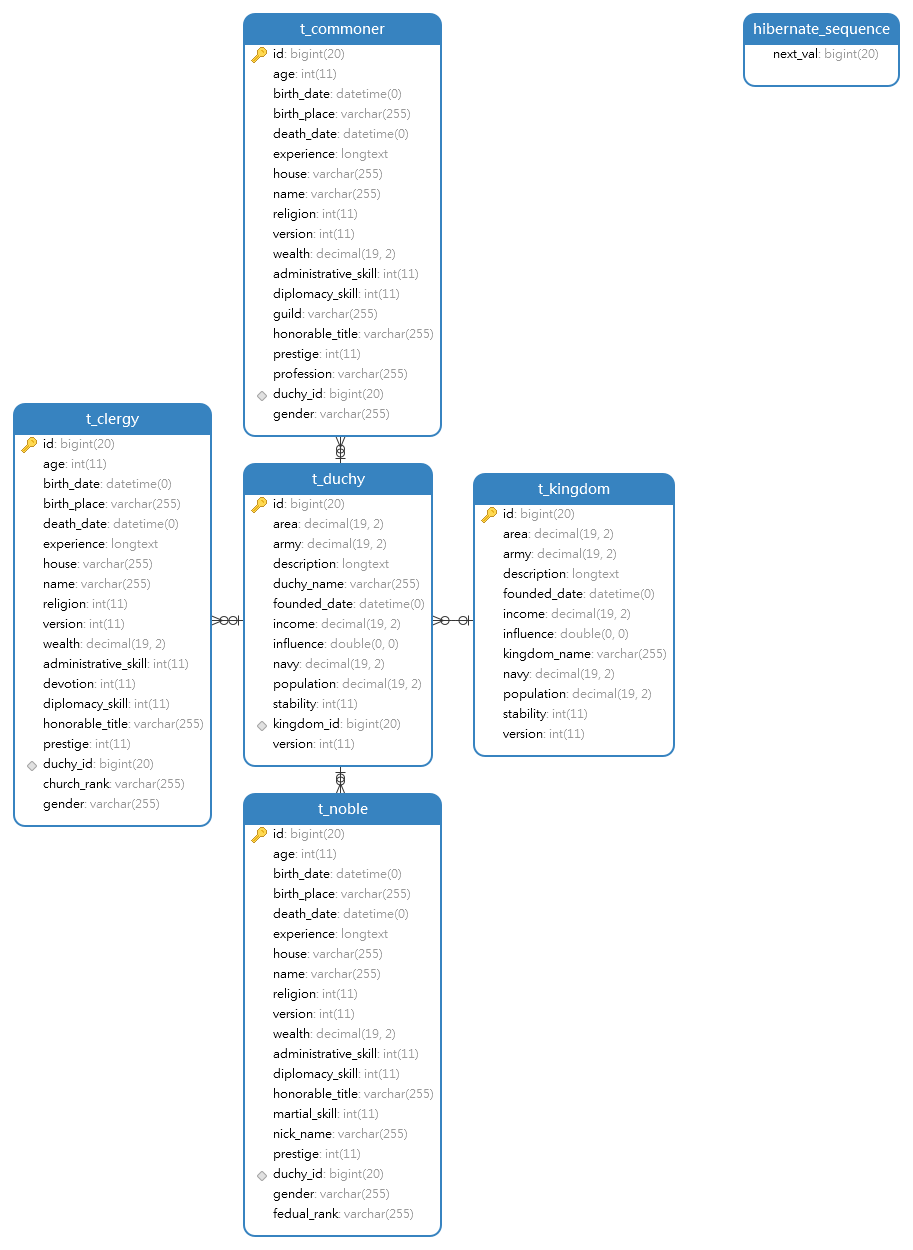 t_commoner
id: bigint(20)
age: int(11)
birth_date: datetime(0)
birth_place: varchar(255)
death_date: datetime(0)
experience: longtext
house: varchar(255)
name: varchar(255)
religion: int(11)
version: int(11)
wealth: decimal(19, 2)
administrative_skill: int(11)
diplomacy_skill: int(11)
guild: varchar(255)
honorable_title: varchar(255)
prestige: int(11)
profession: varchar(255)
duchy_id: bigint(20)
gender: varchar(255)
hibernate_sequence
next_val: bigint(20)
t_clergy
id: bigint(20)
age: int(11)
birth_date: datetime(0)
birth_place: varchar(255)
death_date: datetime(0)
experience: longtext
house: varchar(255)
name: varchar(255)
religion: int(11)
version: int(11)
wealth: decimal(19, 2)
administrative_skill: int(11)
devotion: int(11)
diplomacy_skill: int(11)
honorable_title: varchar(255)
prestige: int(11)
duchy_id: bigint(20)
church_rank: varchar(255)
gender: varchar(255)
t_duchy
id: bigint(20)
area: decimal(19, 2)
army: decimal(19, 2)
description: longtext
duchy_name: varchar(255)
founded_date: datetime(0)
income: decimal(19, 2)
influence: double(0, 0)
navy: decimal(19, 2)
population: decimal(19, 2)
stability: int(11)
kingdom_id: bigint(20)
version: int(11)
t_kingdom
id: bigint(20)
area: decimal(19, 2)
army: decimal(19, 2)
description: longtext
founded_date: datetime(0)
income: decimal(19, 2)
influence: double(0, 0)
kingdom_name: varchar(255)
navy: decimal(19, 2)
population: decimal(19, 2)
stability: int(11)
version: int(11)
t_noble
id: bigint(20)
age: int(11)
birth_date: datetime(0)
birth_place: varchar(255)
death_date: datetime(0)
experience: longtext
house: varchar(255)
name: varchar(255)
religion: int(11)
version: int(11)
wealth: decimal(19, 2)
administrative_skill: int(11)
diplomacy_skill: int(11)
honorable_title: varchar(255)
martial_skill: int(11)
nick_name: varchar(255)
prestige: int(11)
duchy_id: bigint(20)
gender: varchar(255)
fedual_rank: varchar(255)